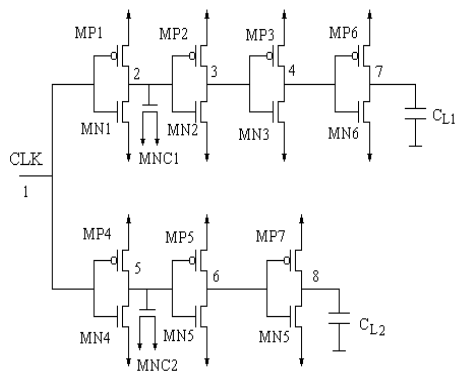 MP1 MP2 MP3 MP6
2 3 4 7
MN1 MN2 MN3 MN6 CL1
MNC1
CLK
1
MP4 MP5 MP7
5 6 8
MN4 MN5 MN5 CL2
MNC2